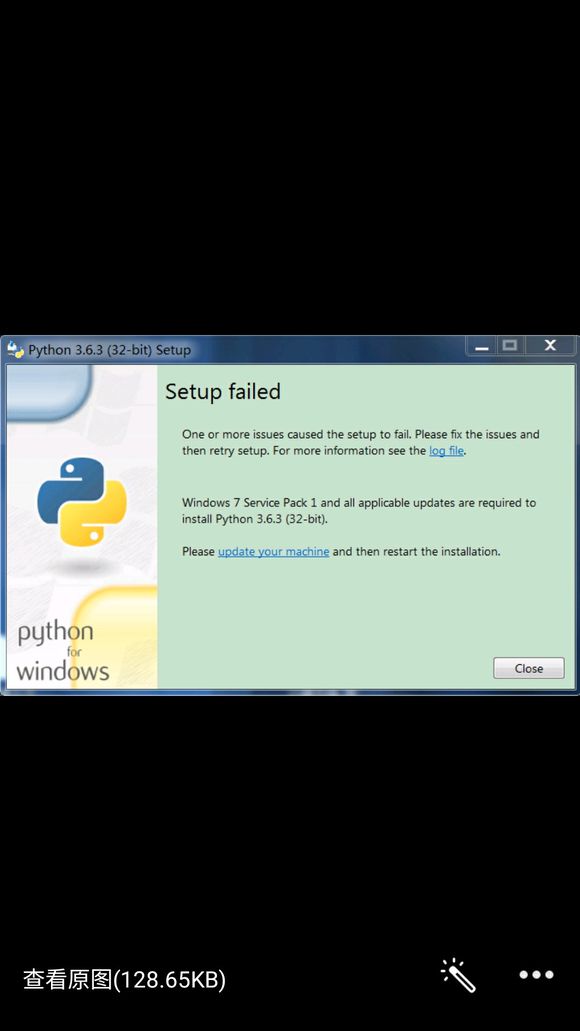 Python 3.6.3 (32-bit) Setup
Setup failed
One or more issues caused the setup to fail. Please fix the issues and
then retry setup. For more information see the log file.
Windows 7 Service Pack 1 and all applicable updates are required to
install Python 3.6.3 (32-bit).
Please update your machine and then restart the installation.
python
for
windows
Close
查看原图(128.65KB)